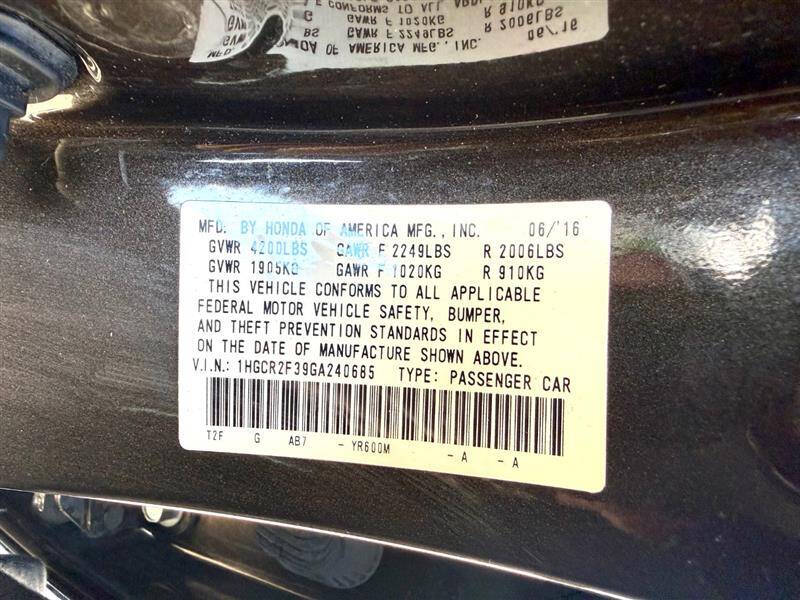 MFD. BY HONDA OF AMERICA MFG., INC. 06/'16
GVWR 4200LBS GAWR F 2249LBS R 2006LBS
GVWR 1905KG GAWR F 1020KG R 910KG
THIS VEHICLE CONFORMS TO ALL APPLICABLE
FEDERAL MOTOR VEHICLE SAFETY, BUMPER,
AND THEFT PREVENTION STANDARDS IN EFFECT
ON THE DATE OF MANUFACTURE SHOWN ABOVE.
V.I.N.: 1HGCR2F39GA240685 TYPE: PASSENGER CAR
T2F G AB7 - YR600M - A - A